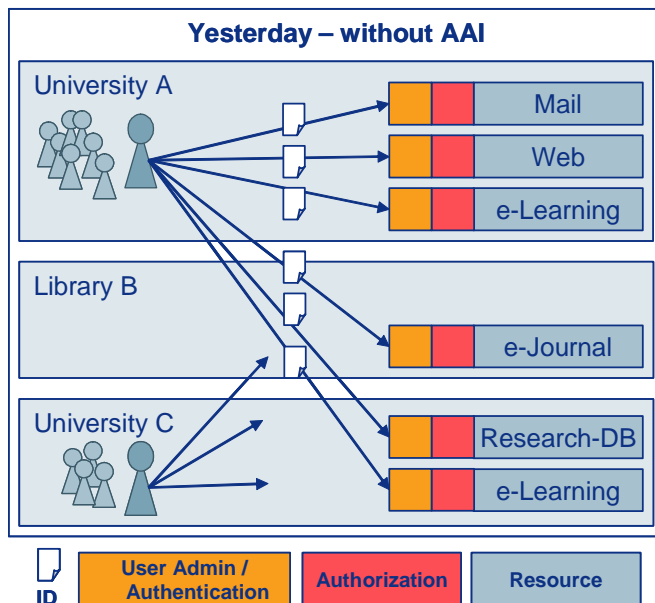 Yesterday – without AAI
University A
Mail
Web
e-Learning
Library B
e-Journal
University C
Research-DB
e-Learning
ID
User Admin /
Authentication
Authorization
Resource